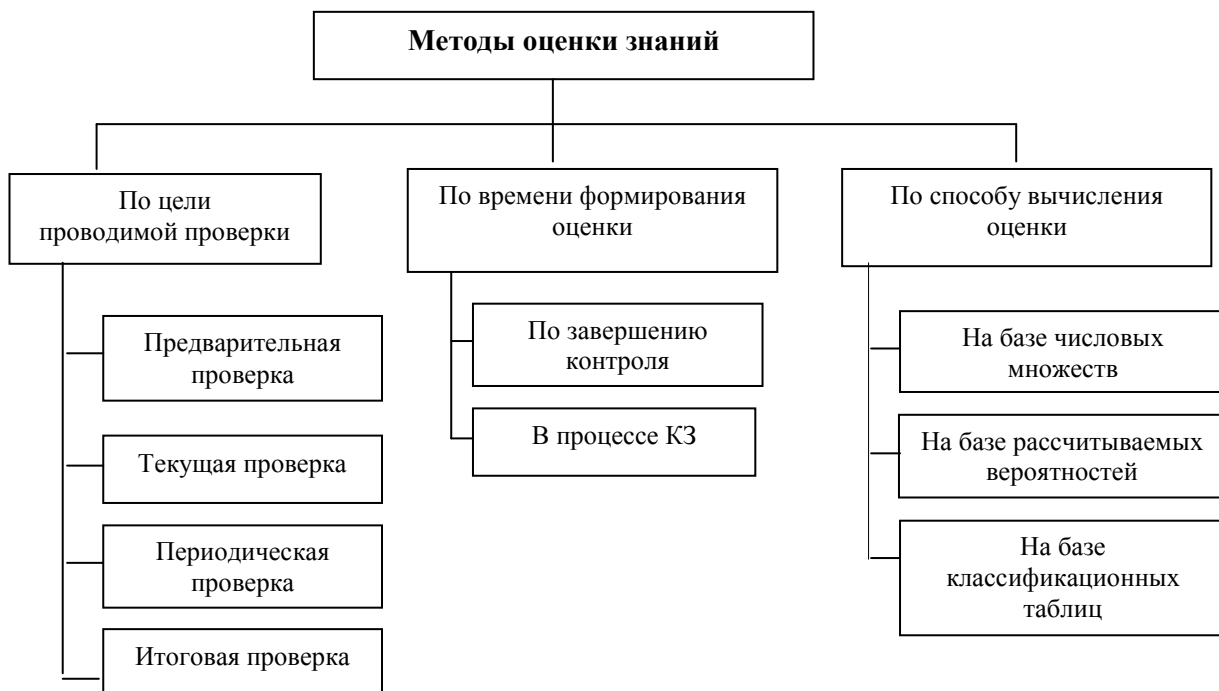 Методы оценки знаний
По цели
проводимой проверки
Предварительная
проверка
Текущая проверка
Периодическая
проверка
Итоговая проверка
По времени формирования
оценки
По завершению
контроля
В процессе КЗ
По способу вычисления
оценки
На базе числовых
множеств
На базе рассчитываемых
вероятностей
На базе
классификационных
таблиц